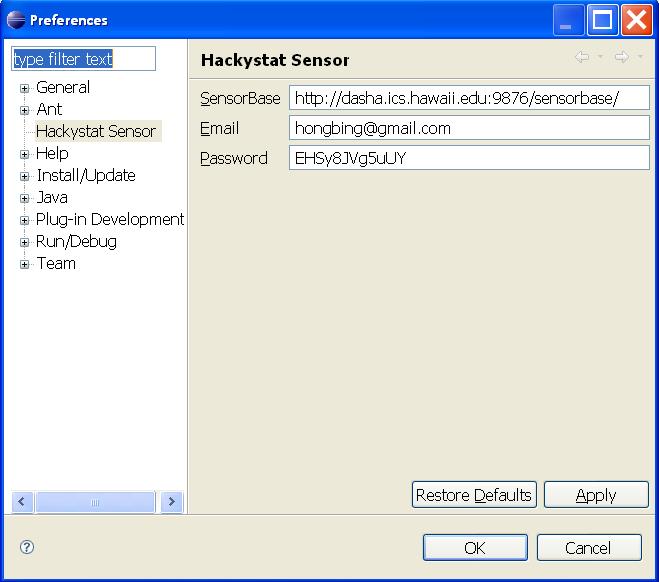 Preferences
type filter text
General
Ant
Hackystat Sensor
Help
Install/Update
Java
Plug-in Development
Run/Debug
Team
Hackystat Sensor
SensorBase http://dasha.ics.hawaii.edu:9876/sensorbase/
Email hongbing@gmail.com
Password EHSy8JVg5uUY
Restore Defaults Apply
? OK Cancel